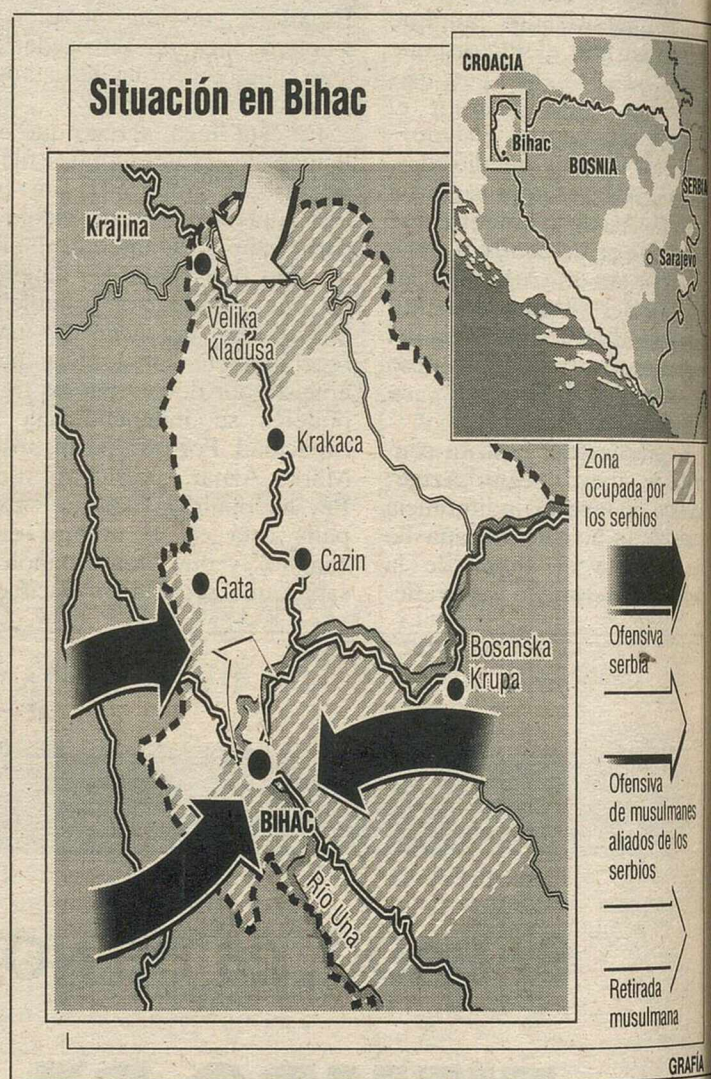 Situación en Bihac
CROACIA
Bihac
BOSNIA
SERBIA
Sarajevo
Krajina
Velika
Kladusa
Krakaca
Cazin
Gata
Bosanska
Krupa
BIHAC
Río Una
Zona
ocupada por
los serbios
Ofensiva
serbia
Ofensiva
de musulmanes
aliados de los
serbios
Retirada
musulmana
GRAFÍA